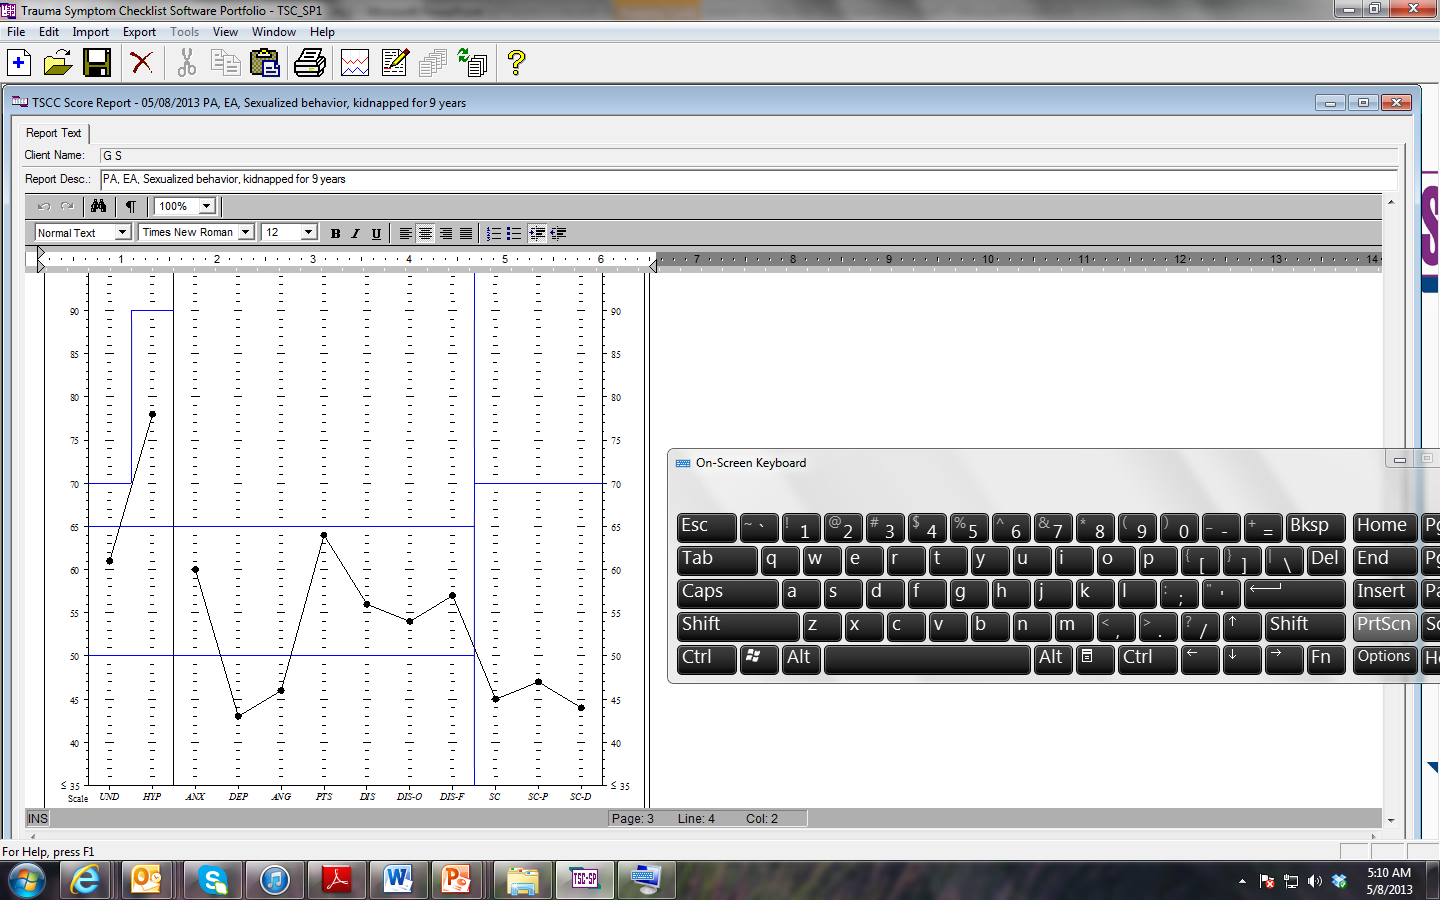 Trauma Symptom Checklist Software Portfolio - TSC_SP1
File Edit Import Export Tools View Window Help
TSCC Score Report - 05/08/2013 PA, EA, Sexualized behavior, kidnapped for 9 years
Report Text
Client Name: G S
Report Desc.: PA, EA, Sexualized behavior, kidnapped for 9 years
100%
Normal Text Times New Roman 12 B I U
1 2 3 4 5 6 7 8 9 10 11 12 13 14
90 90
85 85
80 80
75 75
70 70
65 65
60 60
55 55
50 50
45 45
40 40
≤ 35 ≤ 35
Scale UND HYP ANX DEP ANG PTS DIS DIS-O DIS-F SC SC-P SC-D
INS Page: 3 Line: 4 Col: 2
On-Screen Keyboard
Esc ~ ` ! 1 @ 2 # 3 $ 4 % 5 ^ 6 & 7 * 8 ( 9 ) 0 _ - + = Bksp Home
Tab q w e r t y u i o p { [ } ] | \ Del End
Caps a s d f g h j k l : ; " ' Insert
Shift z x c v b n m < , > . ? / Shift PrtScn
Ctrl Alt Alt Ctrl Fn Options
For Help, press F1
TSC-SP
5:10 AM
5/8/2013